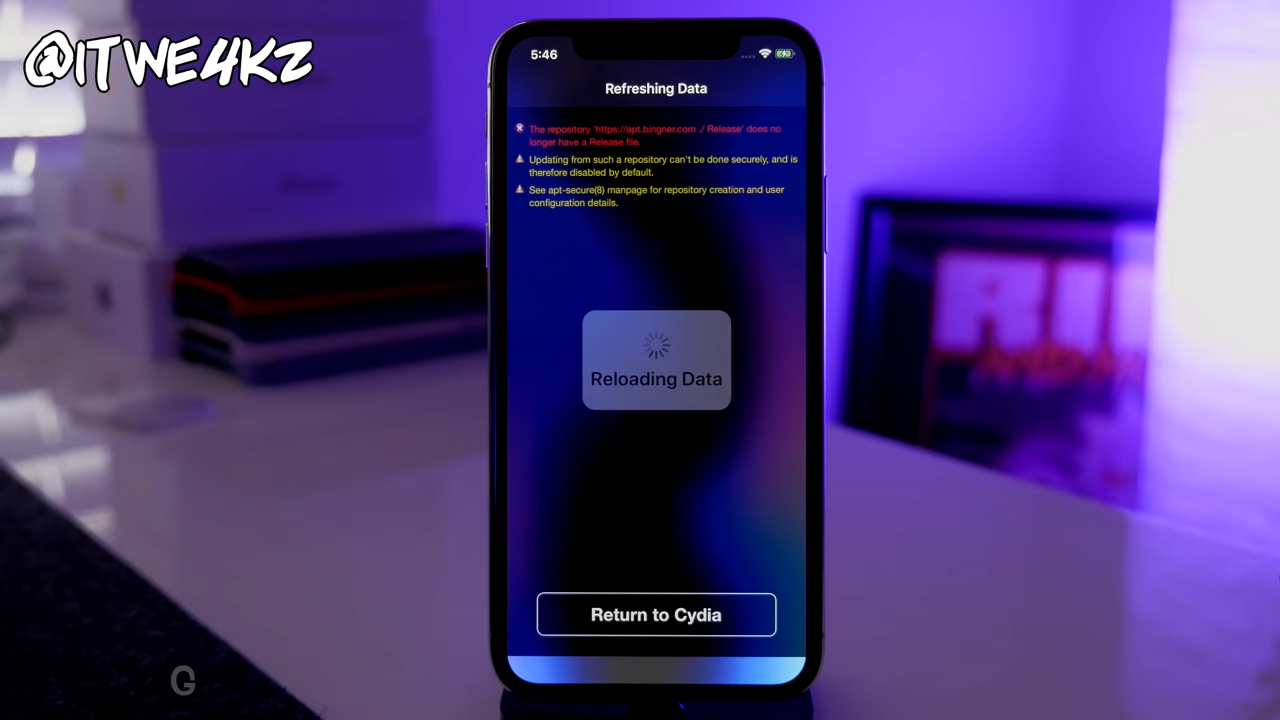 @iTWE4KZ
5:46
Refreshing Data
The repository 'https://apt.bingner.com ./ Release' does no
longer have a Release file.
Updating from such a repository can't be done securely, and is
therefore disabled by default.
See apt-secure(8) manpage for repository creation and user
configuration details.
Reloading Data
Return to Cydia
G